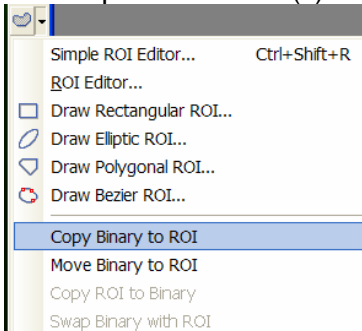 Simple ROI Editor... Ctrl+Shift+R
ROI Editor...
Draw Rectangular ROI...
Draw Elliptic ROI...
Draw Polygonal ROI...
Draw Bezier ROI...
Copy Binary to ROI
Move Binary to ROI
Copy ROI to Binary
Swap Binary with ROI